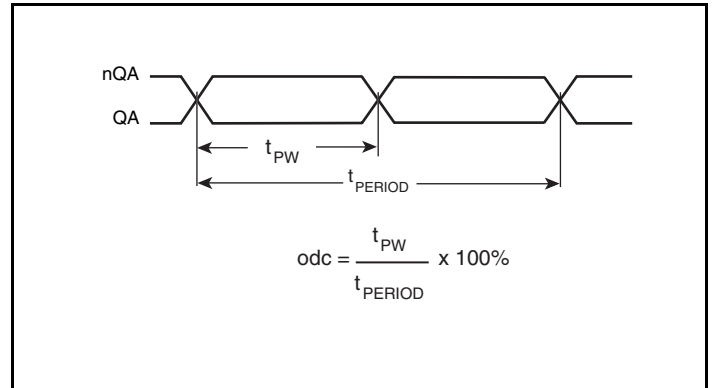 nQA
QA
tPW
tPERIOD
odc = tPW / tPERIOD x 100%